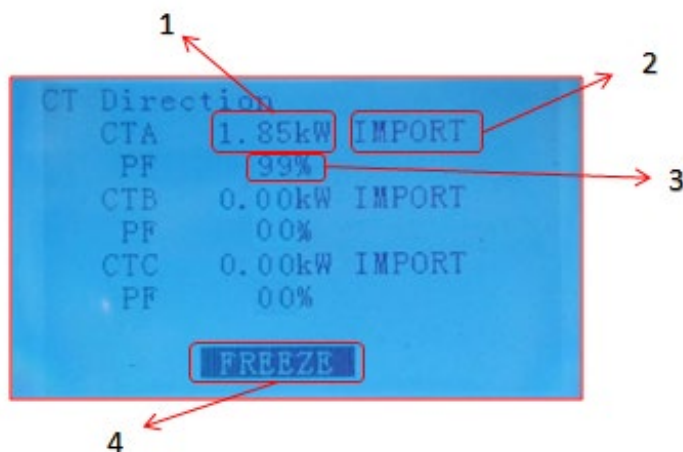 1
2
CT Direction
CTA 1.85kW IMPORT
PF 99%
3
CTB 0.00kW IMPORT
PF 00%
CTC 0.00kW IMPORT
PF 00%
FREEZE
4